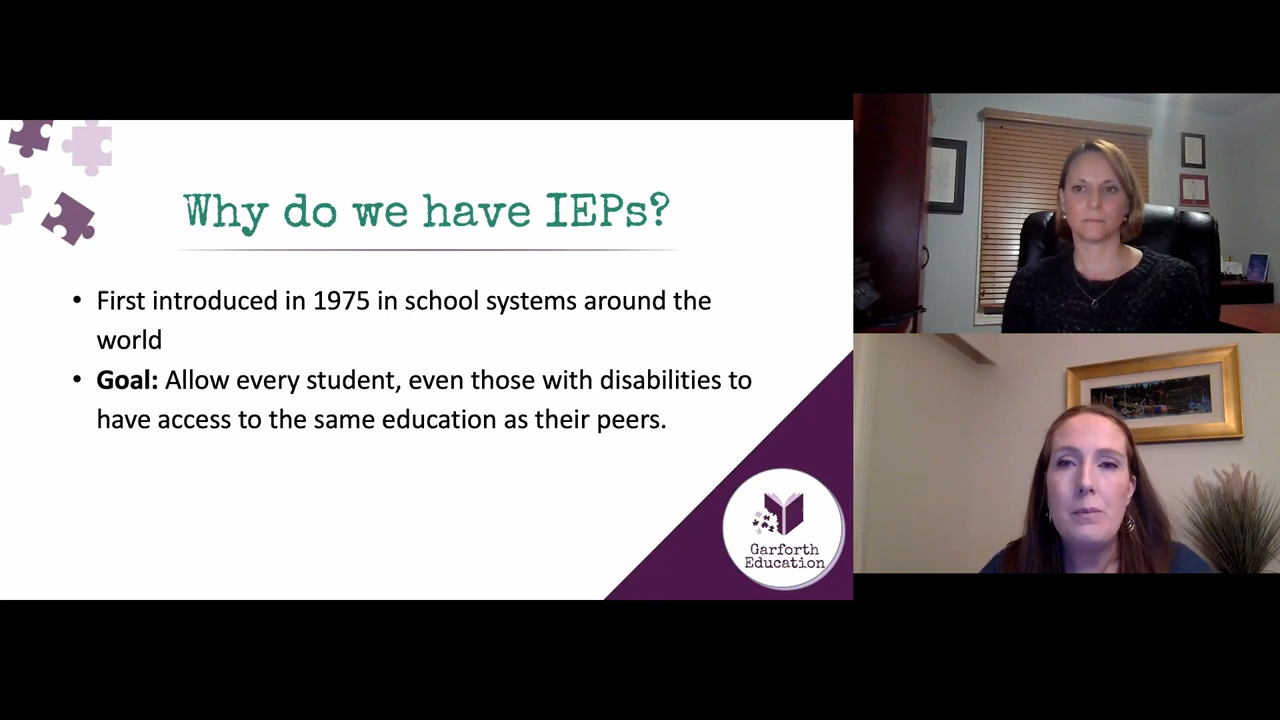 Why do we have IEPs?
• First introduced in 1975 in school systems around the
world
• Goal: Allow every student, even those with disabilities to
have access to the same education as their peers.
Garforth
Education